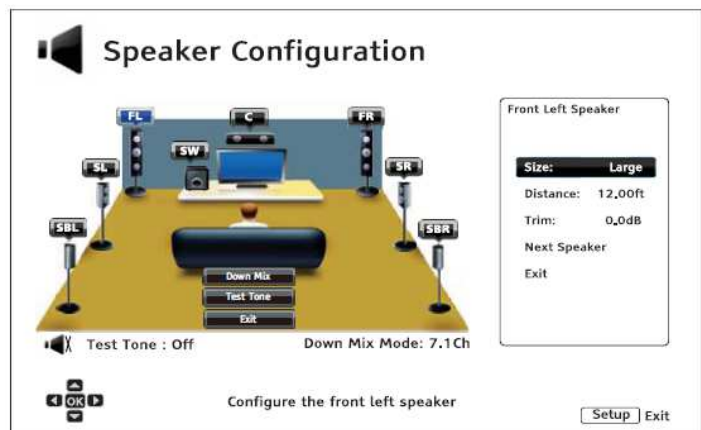 Speaker Configuration
FL
C
FR
SW
SL
SR
SBL
SBR
Down Mix
Test Tone
Exit
Test Tone : Off
Down Mix Mode: 7.1Ch
Front Left Speaker
Size: Large
Distance: 12.00ft
Trim: 0.0dB
Next Speaker
Exit
OK
Configure the front left speaker
Setup Exit